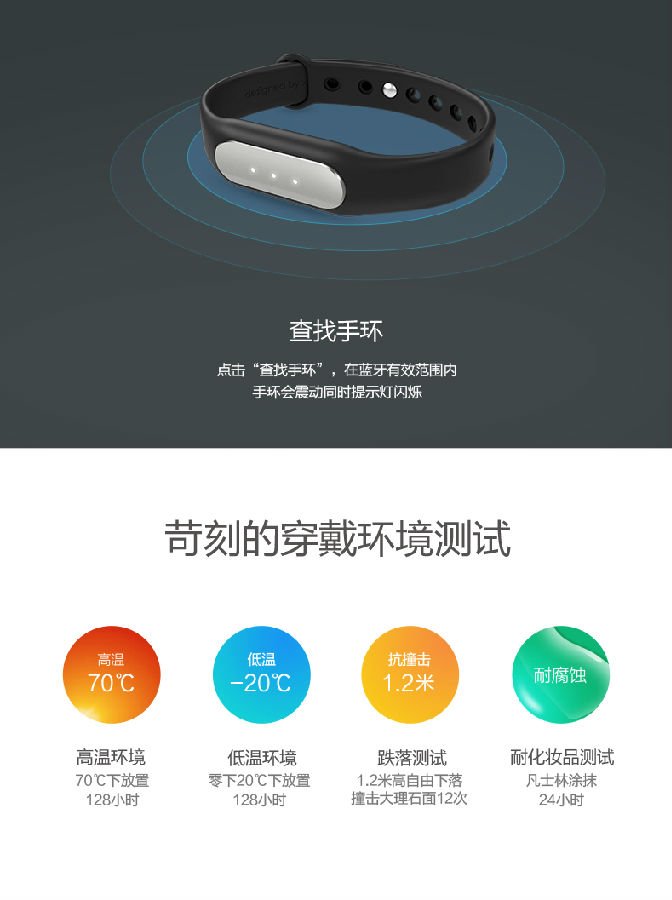 designed by
查找手环
点击“查找手环”，在蓝牙有效范围内
手环会震动同时提示灯闪烁
苛刻的穿戴环境测试
高温
70℃
低温
-20℃
抗撞击
1.2米
耐腐蚀
高温环境
70℃下放置
128小时
低温环境
零下20℃下放置
128小时
跌落测试
1.2米高自由下落
撞击大理石面12次
耐化妆品测试
凡士林涂抹
24小时